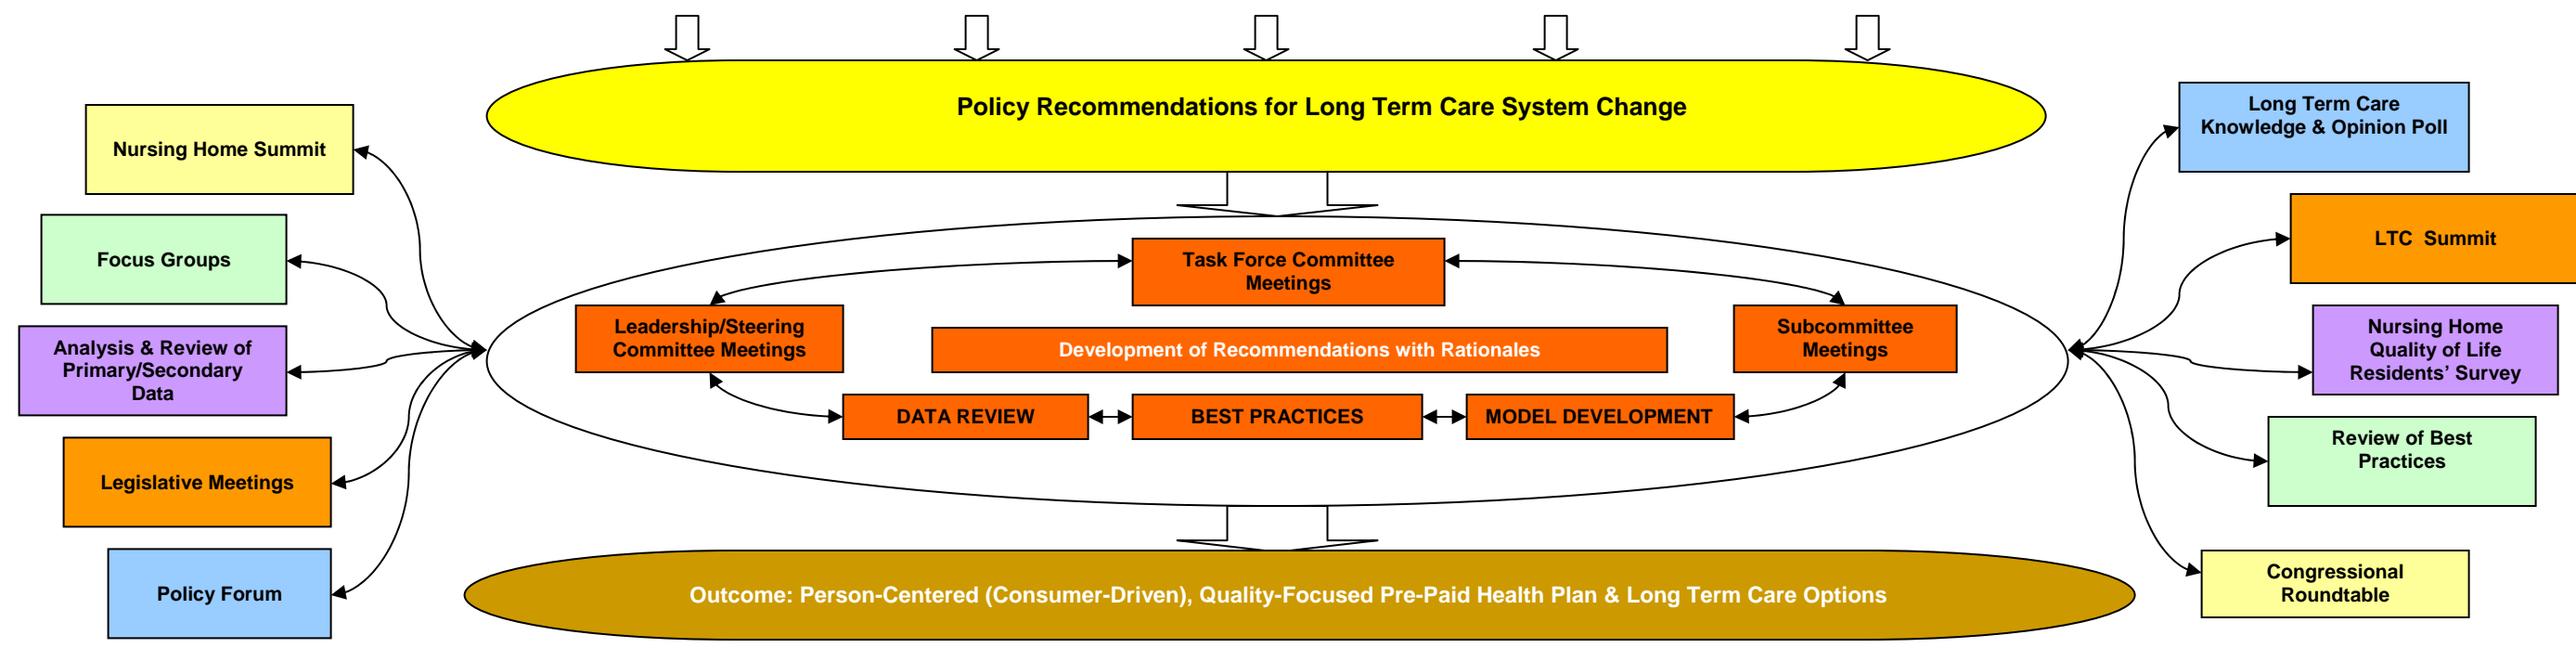 Policy Recommendations for Long Term Care System Change
Nursing Home Summit
Focus Groups
Analysis & Review of
Primary/Secondary
Data
Legislative Meetings
Policy Forum
Task Force Committee
Meetings
Leadership/Steering
Committee Meetings
Development of Recommendations with Rationales
Subcommittee
Meetings
DATA REVIEW
BEST PRACTICES
MODEL DEVELOPMENT
Long Term Care
Knowledge & Opinion Poll
LTC Summit
Nursing Home
Quality of Life
Residents’ Survey
Review of Best
Practices
Congressional
Roundtable
Outcome: Person-Centered (Consumer-Driven), Quality-Focused Pre-Paid Health Plan & Long Term Care Options